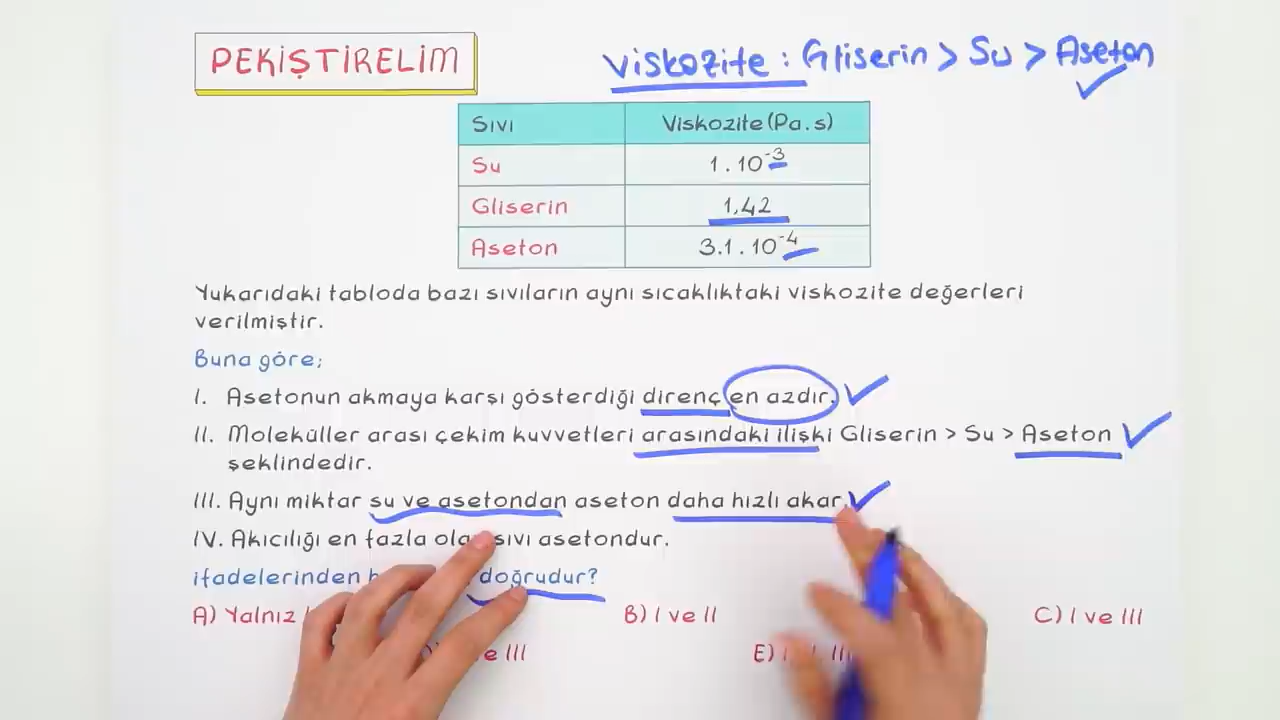 PEKİŞTİRELİM
Viskozite : Gliserin > Su > Aseton
Sıvı Viskozite (Pa.s)
Su 1.10⁻³
Gliserin 1,42
Aseton 3.1.10⁻⁴
Yukarıdaki tabloda bazı sıvıların aynı sıcaklıktaki viskozite değerleri
verilmiştir.
Buna göre;
I. Asetonun akmaya karşı gösterdiği direnç en azdır.
II. Moleküller arası çekim kuvvetleri arasındaki ilişki Gliserin > Su > Aseton
şeklindedir.
III. Aynı miktar su ve asetondan aseton daha hızlı akar.
IV. Akıcılığı en fazla sıvı asetondur.
ifadelerinden doğrudur?
A) Yalnız B) I ve II C) I ve III
III E)